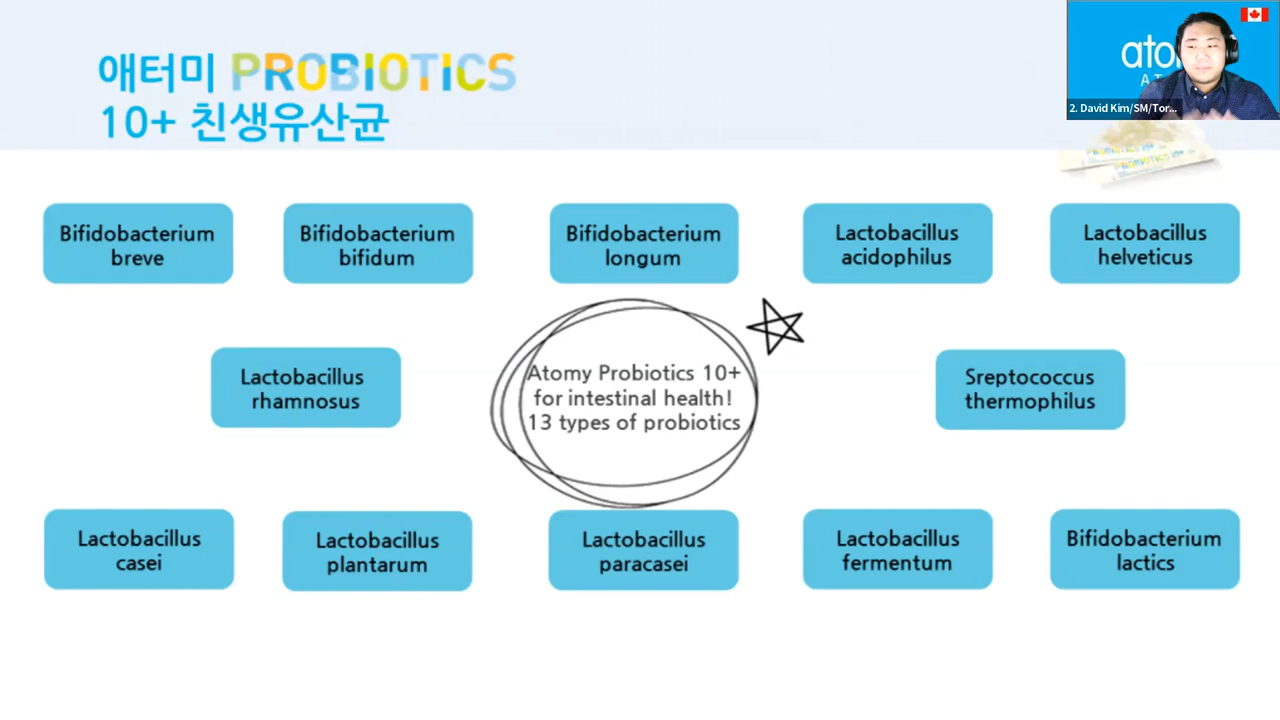 애터미 PROBIOTICS
10+ 친생유산균
2. David Kim/SM/Tor...
PROBIOTICS 10+
Bifidobacterium
breve
Bifidobacterium
bifidum
Bifidobacterium
longum
Lactobacillus
acidophilus
Lactobacillus
helveticus
Lactobacillus
rhamnosus
Atomy Probiotics 10+
for intestinal health!
13 types of probiotics
Sreptococcus
thermophilus
Lactobacillus
casei
Lactobacillus
plantarum
Lactobacillus
paracasei
Lactobacillus
fermentum
Bifidobacterium
lactics